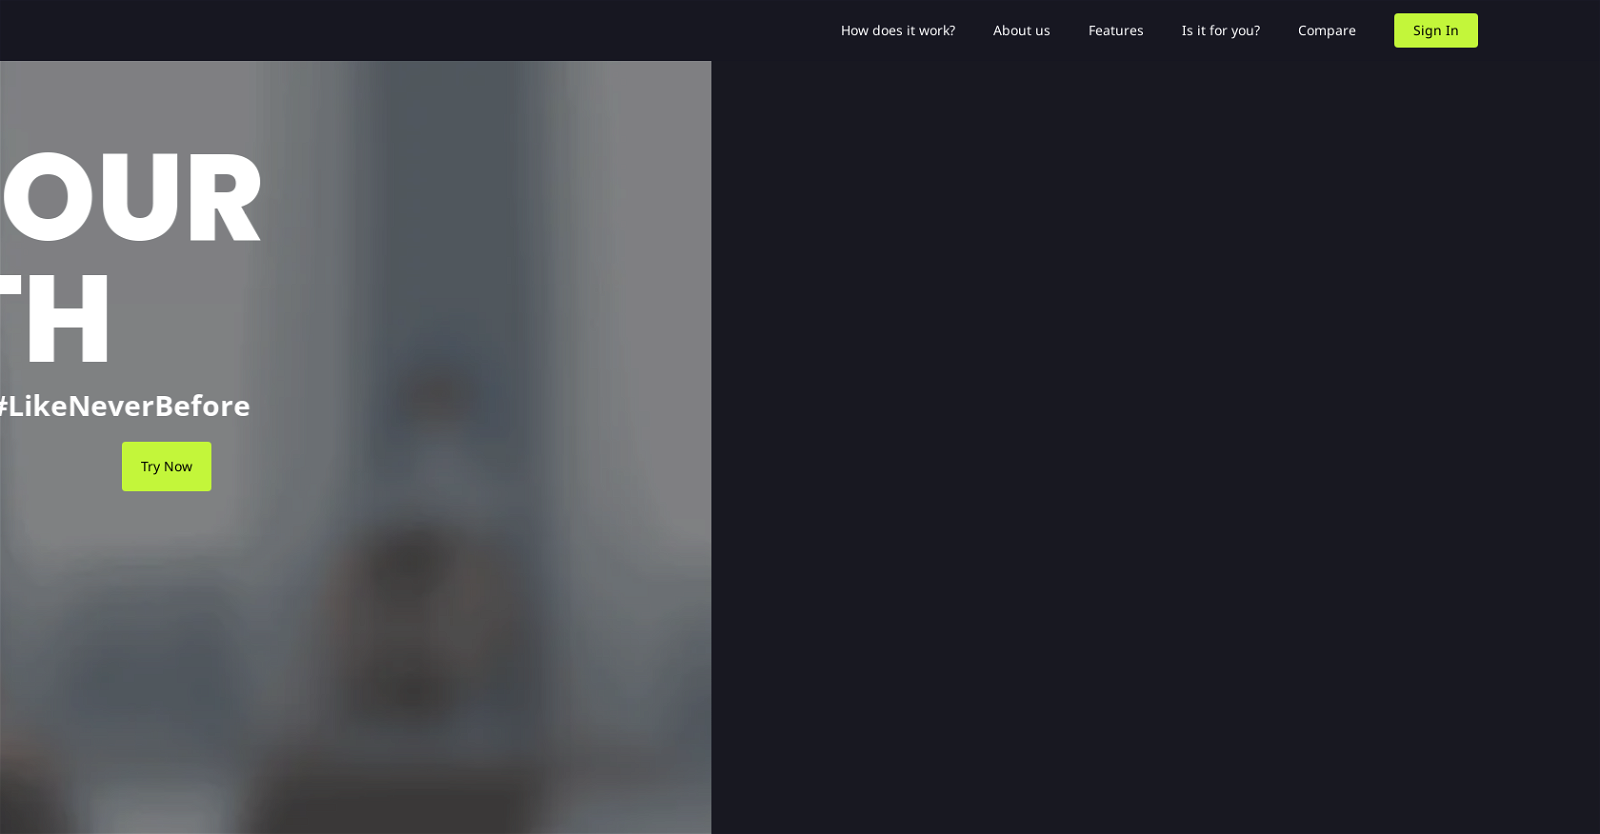 How does it work? About us Features Is it for you? Compare Sign In
OUR
TH
#LikeNeverBefore
Try Now